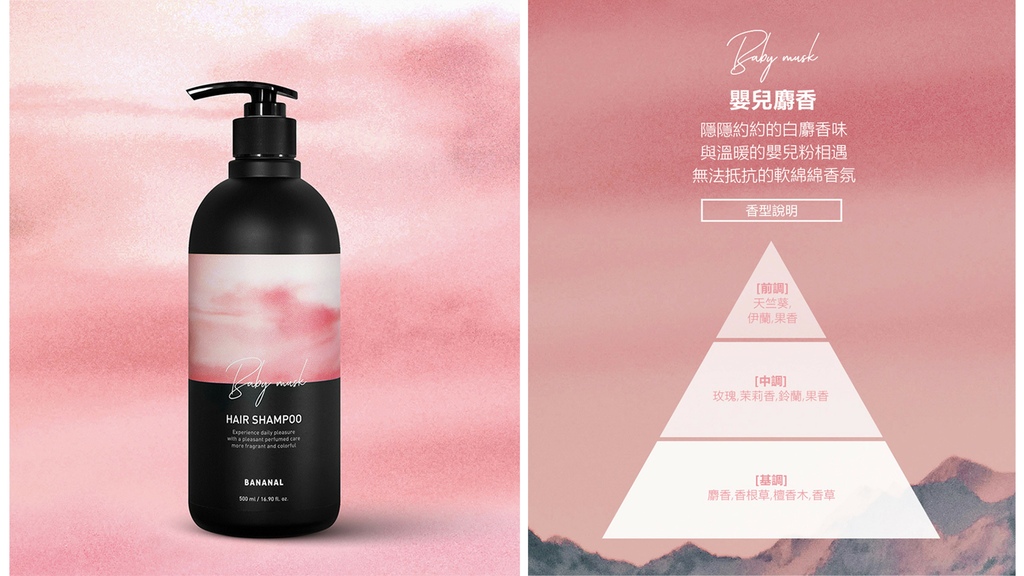 Baby musk
HAIR SHAMPOO
Experience daily pleasure
with a pleasant perfumed care
more fragrant and colorful
BANANAL
500 ml / 16.90 fl. oz.
Baby musk
嬰兒麝香
隱隱約約的白麝香味
與溫暖的嬰兒粉相遇
無法抵抗的軟綿綿香氛
香型說明
[前調]
天竺葵,
伊蘭,果香
[中調]
玫瑰,茉莉香,鈴蘭,果香
[基調]
麝香,香根草,檀香木,香草